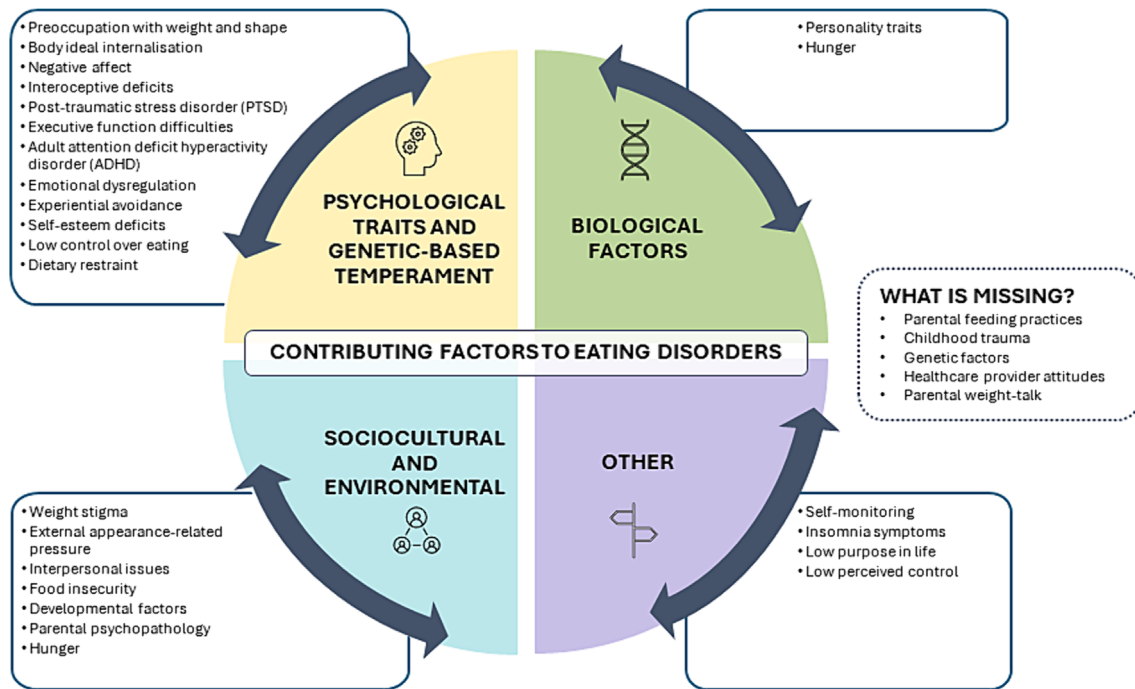 • Preoccupation with weight and shape
• Body ideal internalisation
• Negative affect
• Interoceptive deficits
• Post-traumatic stress disorder (PTSD)
• Executive function difficulties
• Adult attention deficit hyperactivity
disorder (ADHD)
• Emotional dysregulation
• Experiential avoidance
• Self-esteem deficits
• Low control over eating
• Dietary restraint
• Personality traits
• Hunger
PSYCHOLOGICAL
TRAITS AND
GENETIC-BASED
TEMPERAMENT
BIOLOGICAL
FACTORS
WHAT IS MISSING?
• Parental feeding practices
• Childhood trauma
• Genetic factors
• Healthcare provider attitudes
• Parental weight-talk
CONTRIBUTING FACTORS TO EATING DISORDERS
SOCIOCULTURAL
AND
ENVIRONMENTAL
OTHER
• Weight stigma
• External appearance-related
pressure
• Interpersonal issues
• Food insecurity
• Developmental factors
• Parental psychopathology
• Hunger
• Self-monitoring
• Insomnia symptoms
• Low purpose in life
• Low perceived control